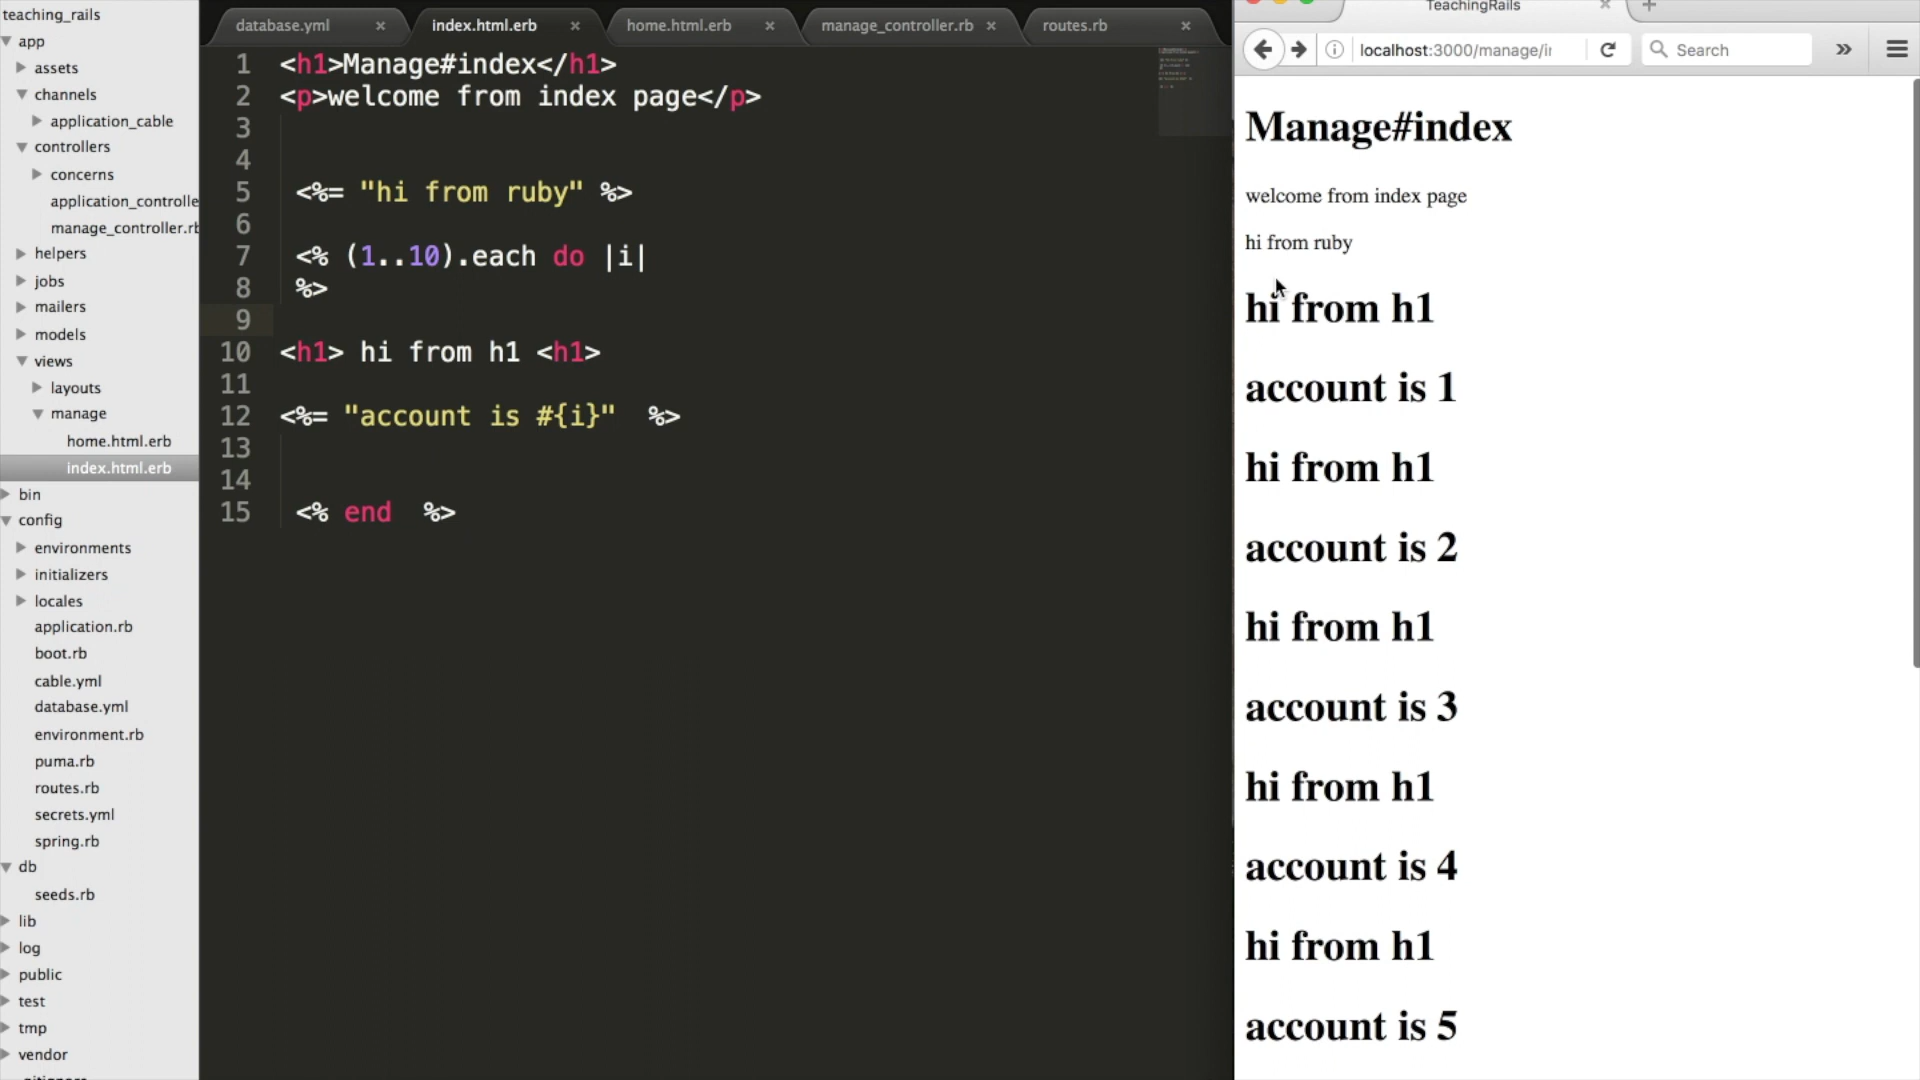 teaching_rails
app
assets
channels
application_cable
controllers
concerns
application_controlle
manage_controller.rb
helpers
jobs
mailers
models
views
layouts
manage
home.html.erb
index.html.erb
bin
config
environments
initializers
locales
application.rb
boot.rb
cable.yml
database.yml
environment.rb
puma.rb
routes.rb
secrets.yml
spring.rb
db
seeds.rb
lib
log
public
test
tmp
vendor
database.yml × index.html.erb × home.html.erb × manage_controller.rb × routes.rb ×
1 <h1>Manage#index</h1>
2 <p>welcome from index page</p>
3
4
5 <%= "hi from ruby" %>
6
7 <% (1..10).each do |i|
8 %>
9
10 <h1> hi from h1 <h1>
11
12 <%= "account is #{i}"  %>
13
14
15 <% end  %>
TeachingRails × +
localhost:3000/manage/in Search »
Manage#index
welcome from index page
hi from ruby
hi from h1
account is 1
hi from h1
account is 2
hi from h1
account is 3
hi from h1
account is 4
hi from h1
account is 5